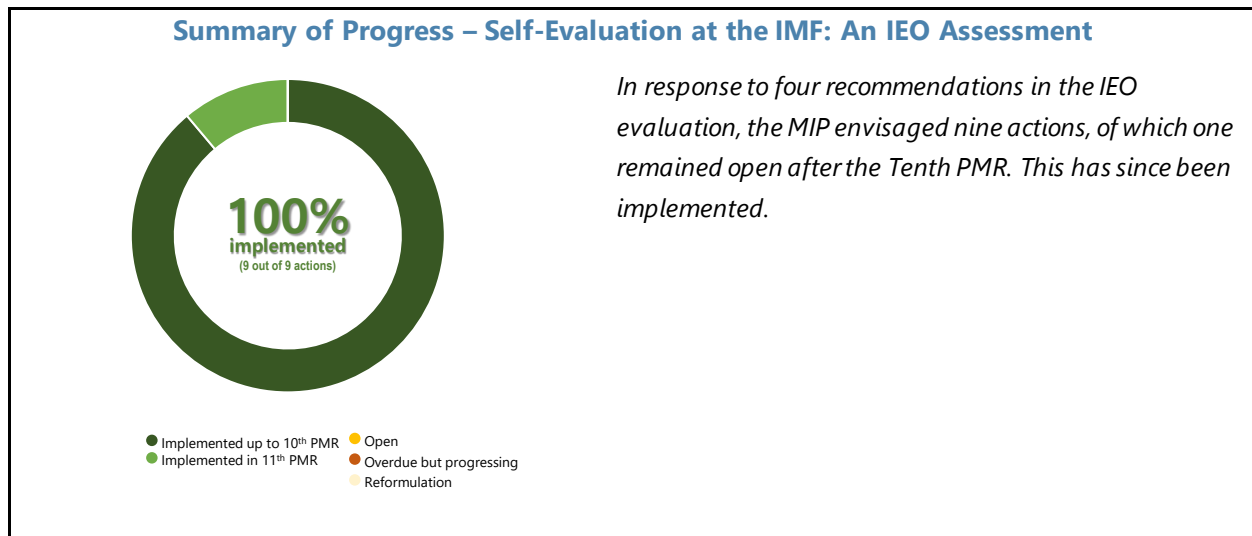 Summary of Progress – Self-Evaluation at the IMF: An IEO Assessment
100%
implemented
(9 out of 9 actions)
In response to four recommendations in the IEO
evaluation, the MIP envisaged nine actions, of which one
remained open after the Tenth PMR. This has since been
implemented.
Implemented up to 10th PMR
Implemented in 11th PMR
Open
Overdue but progressing
Reformulation